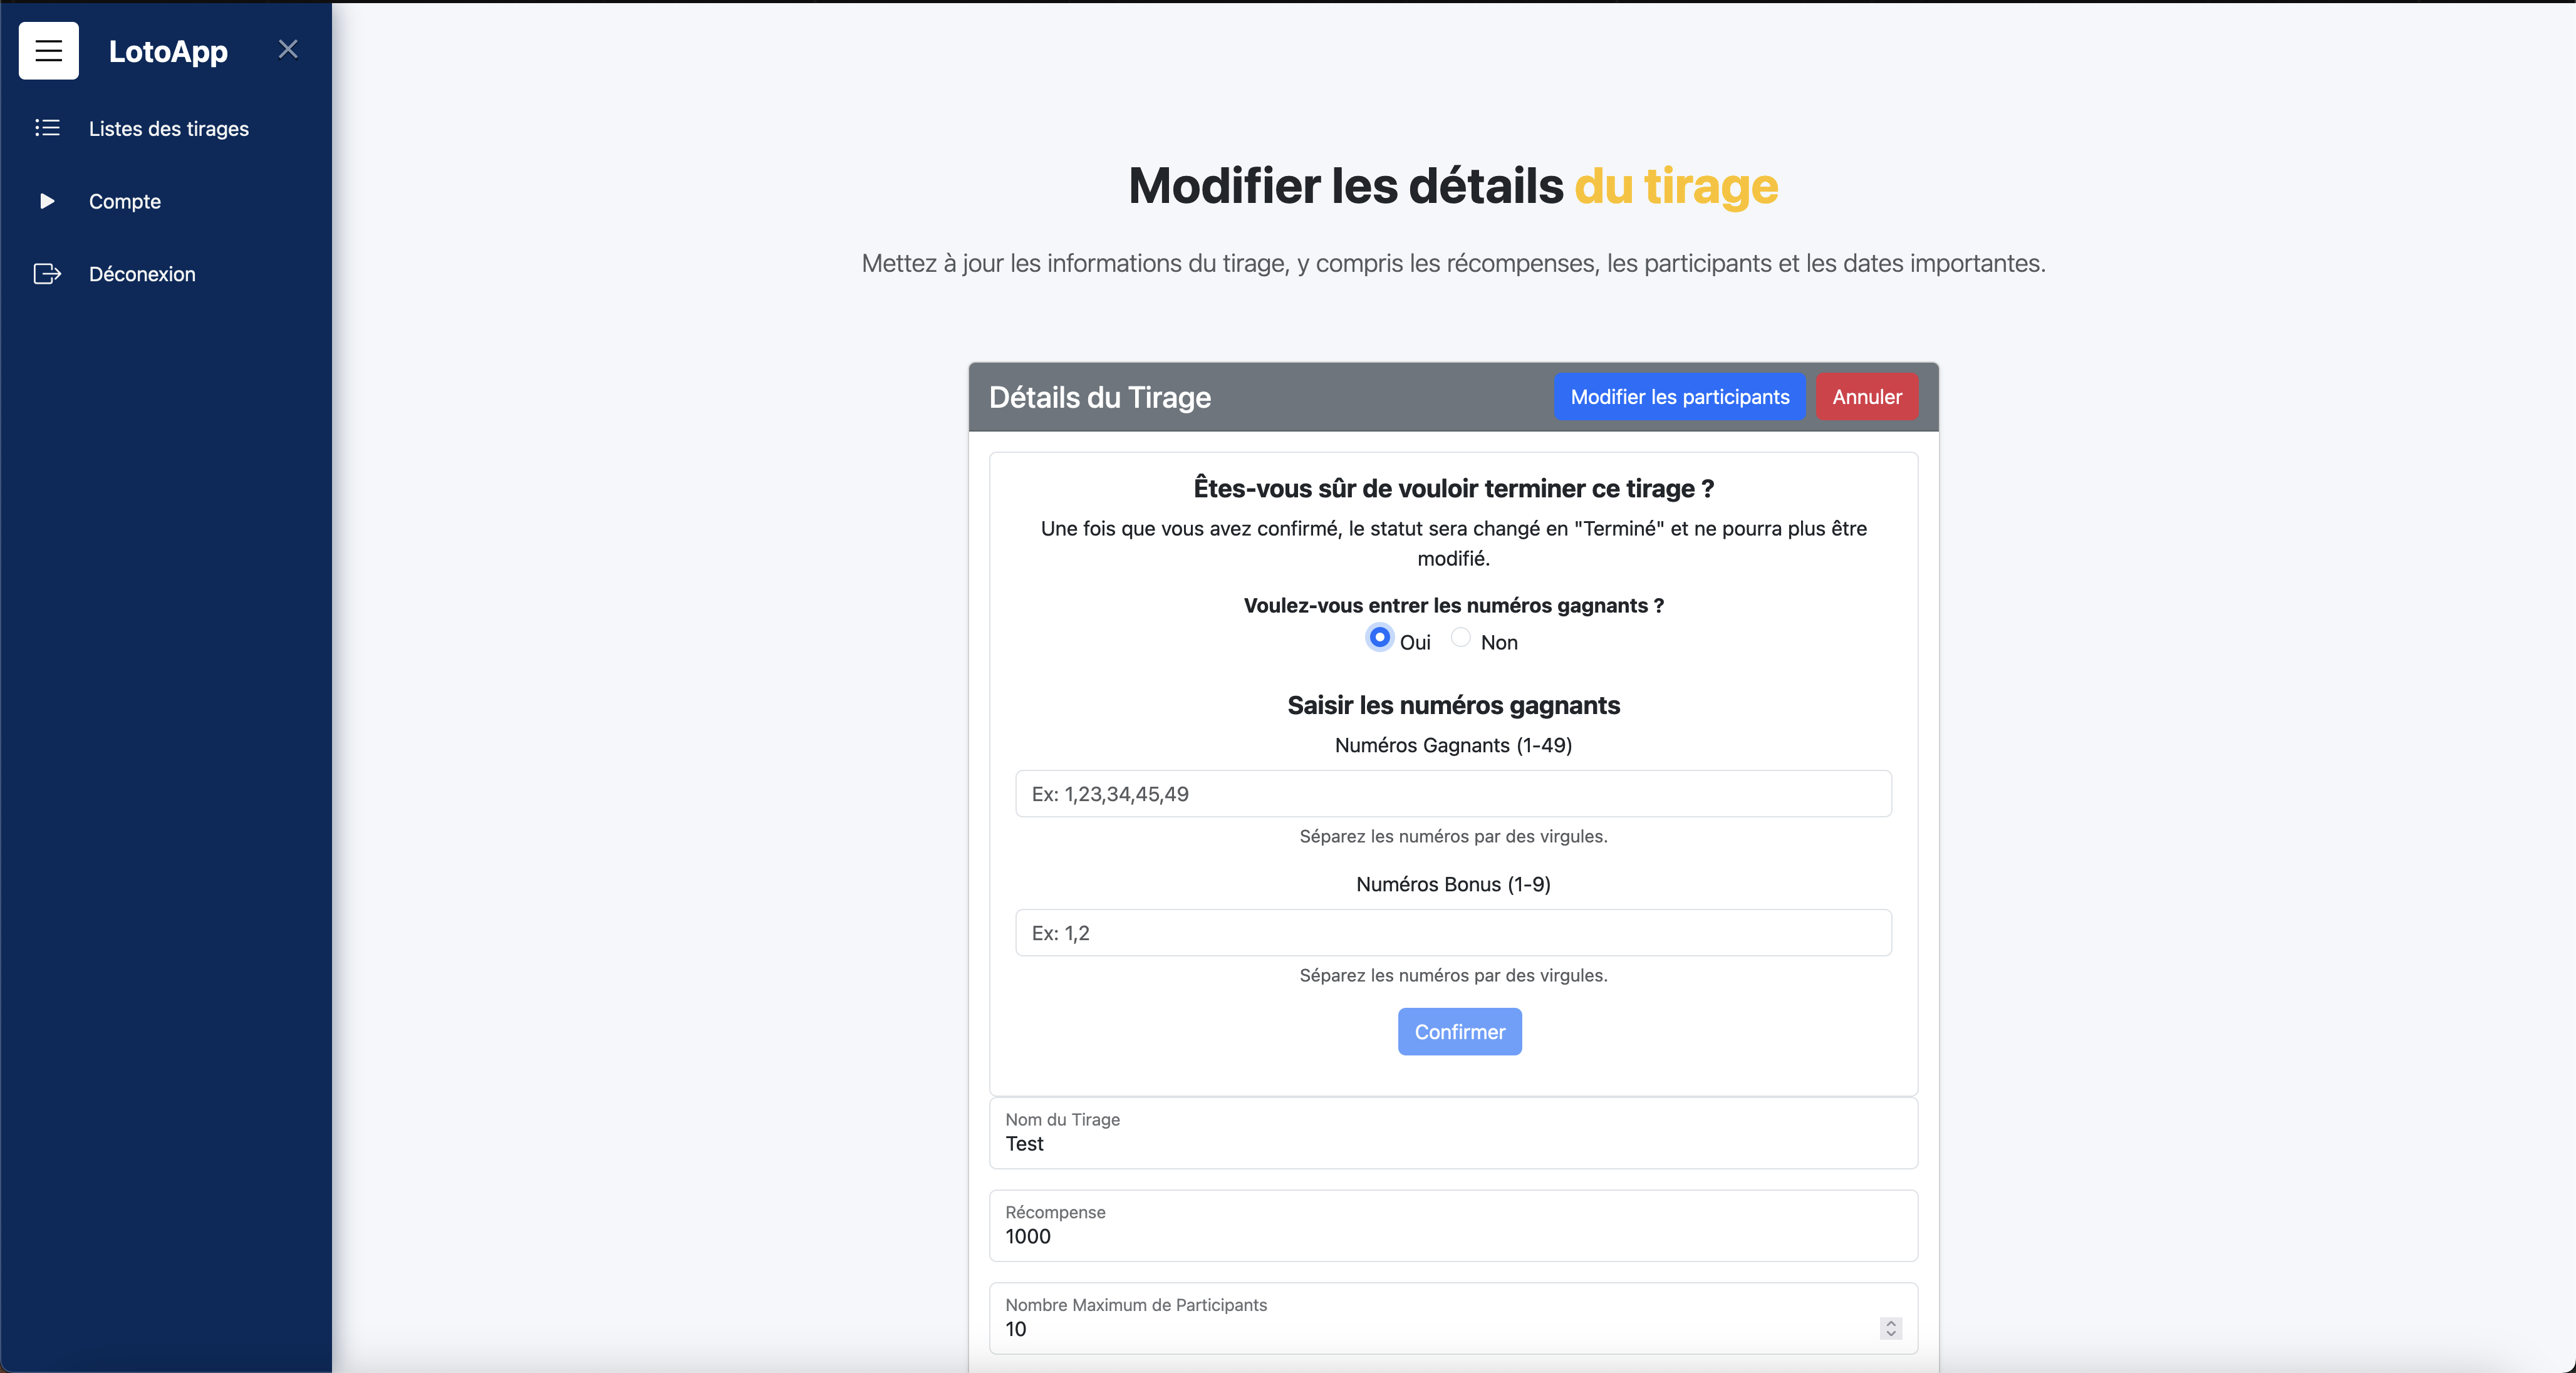 LotoApp
Listes des tirages
Compte
Déconexion
Modifier les détails du tirage
Mettez à jour les informations du tirage, y compris les récompenses, les participants et les dates importantes.
Détails du Tirage
Modifier les participants
Annuler
Êtes-vous sûr de vouloir terminer ce tirage ?
Une fois que vous avez confirmé, le statut sera changé en "Terminé" et ne pourra plus être
modifié.
Voulez-vous entrer les numéros gagnants ?
Oui Non
Saisir les numéros gagnants
Numéros Gagnants (1-49)
Ex: 1,23,34,45,49
Séparez les numéros par des virgules.
Numéros Bonus (1-9)
Ex: 1,2
Séparez les numéros par des virgules.
Confirmer
Nom du Tirage
Test
Récompense
1000
Nombre Maximum de Participants
10